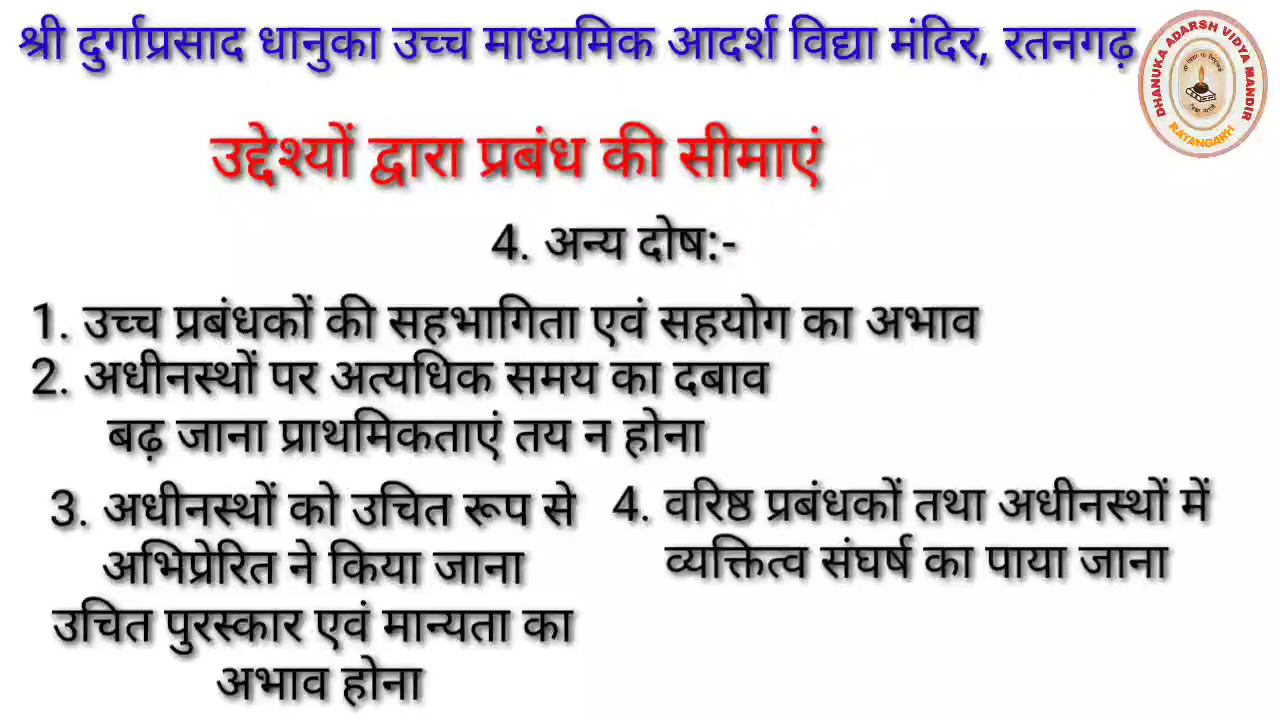 श्री दुर्गाप्रसाद धानुका उच्च माध्यमिक आदर्श विद्या मंदिर, रतनगढ़
DHANUKA ADARSH VIDYA MANDIR
RATANGARH
उद्देश्यों द्वारा प्रबंध की सीमाएं
4. अन्य दोष:-
1. उच्च प्रबंधकों की सहभागिता एवं सहयोग का अभाव
2. अधीनस्थों पर अत्यधिक समय का दबाव
बढ़ जाना प्राथमिकताएं तय न होना
3. अधीनस्थों को उचित रूप से
अभिप्रेरित ने किया जाना
उचित पुरस्कार एवं मान्यता का
अभाव होना
4. वरिष्ठ प्रबंधकों तथा अधीनस्थों में
व्यक्तित्व संघर्ष का पाया जाना